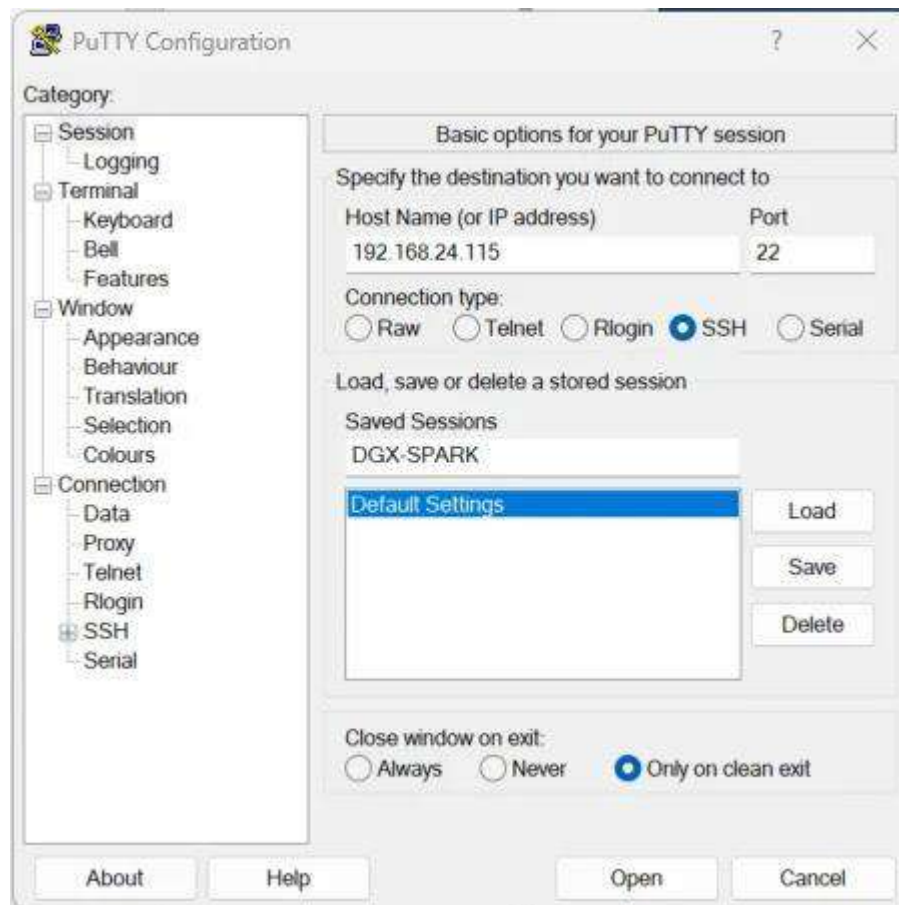 PuTTY Configuration
?
Category:
Session
Logging
Terminal
Keyboard
Bell
Features
Window
Appearance
Behaviour
Translation
Selection
Colours
Connection
Data
Proxy
Telnet
Rlogin
SSH
Serial
Basic options for your PuTTY session
Specify the destination you want to connect to
Host Name (or IP address) Port
192.168.24.115 22
Connection type:
Raw Telnet Rlogin SSH Serial
Load, save or delete a stored session
Saved Sessions
DGX-SPARK
Default Settings
Load
Save
Delete
Close window on exit:
Always Never Only on clean exit
About Help Open Cancel